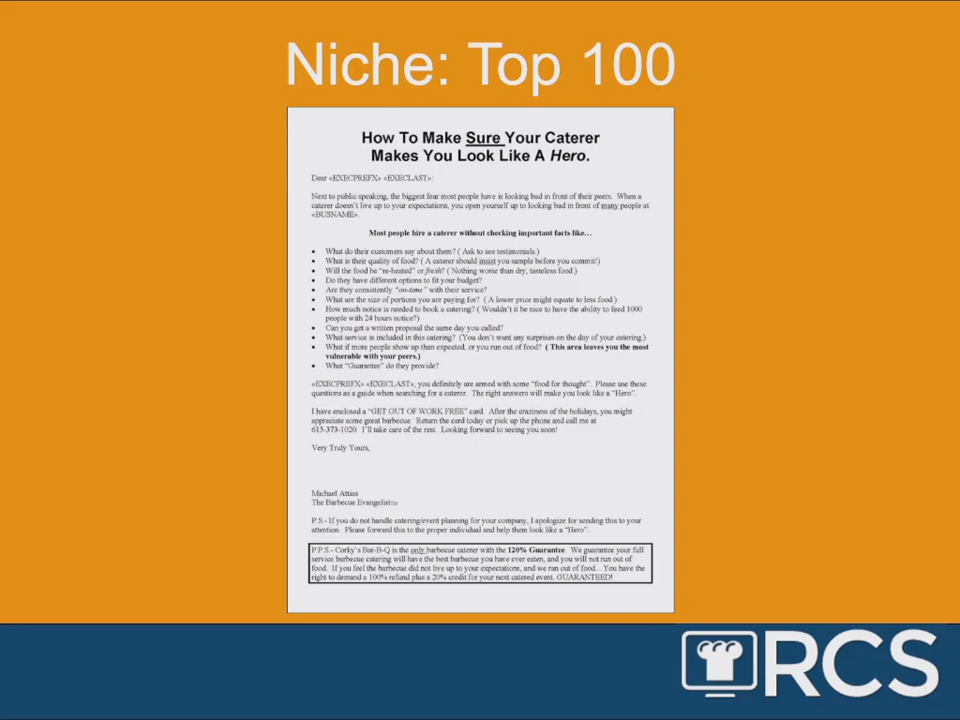 Niche: Top 100
How To Make Sure Your Caterer
Makes You Look Like A Hero.
Dear «EXECPREFX» «EXECLAST»:
Next to public speaking, the biggest fear most people have is looking bad in front of their peers. When a
caterer doesn't live up to your expectations, you open yourself up to looking bad in front of many people at
«BUSNAME».
Most people hire a caterer without checking important facts like…
• What do their customers say about them? ( Ask to see testimonials.)
• What is their quality of food? ( A caterer should insist you sample before you commit!)
• Will the food be "re-heated" or fresh? ( Nothing worse than dry, tasteless food.)
• Do they have different options to fit your budget?
• Are they consistently "on-time" with their service?
• What are the size of portions you are paying for? ( A lower price might equate to less food.)
• How much notice is needed to book a catering? ( Wouldn't it be nice to have the ability to feed 1000
people with 24 hours notice?)
• Can you get a written proposal the same day you called?
• What service is included in this catering? (You don't want any surprises on the day of your catering.)
• What if more people show up than expected, or you run out of food? ( This area leaves you the most
vulnerable with your peers.)
• What "Guarantee" do they provide?
«EXECPREFX» «EXECLAST», you definitely are armed with some "food for thought". Please use these
questions as a guide when searching for a caterer. The right answers will make you look like a "Hero".
I have enclosed a "GET OUT OF WORK FREE" card. After the craziness of the holidays, you might
appreciate some great barbecue. Return the card today or pick up the phone and call me at
615-373-1020. I'll take care of the rest. Looking forward to seeing you soon!
Very Truly Yours,
Michael Attias
The Barbecue Evangelist™
P.S.- If you do not handle catering/event planning for your company, I apologize for sending this to your
attention. Please forward this to the proper individual and help them look like a "Hero".
P.P.S.- Corky's Bar-B-Q is the only barbecue caterer with the 120% Guarantee. We guarantee your full
service barbecue catering will have the best barbecue you have ever eaten, and you will not run out of
food. If you feel the barbecue did not live up to your expectations, and we run out of food… You have the
right to demand a 100% refund plus a 20% credit for your next catered event. GUARANTEED!
RCS